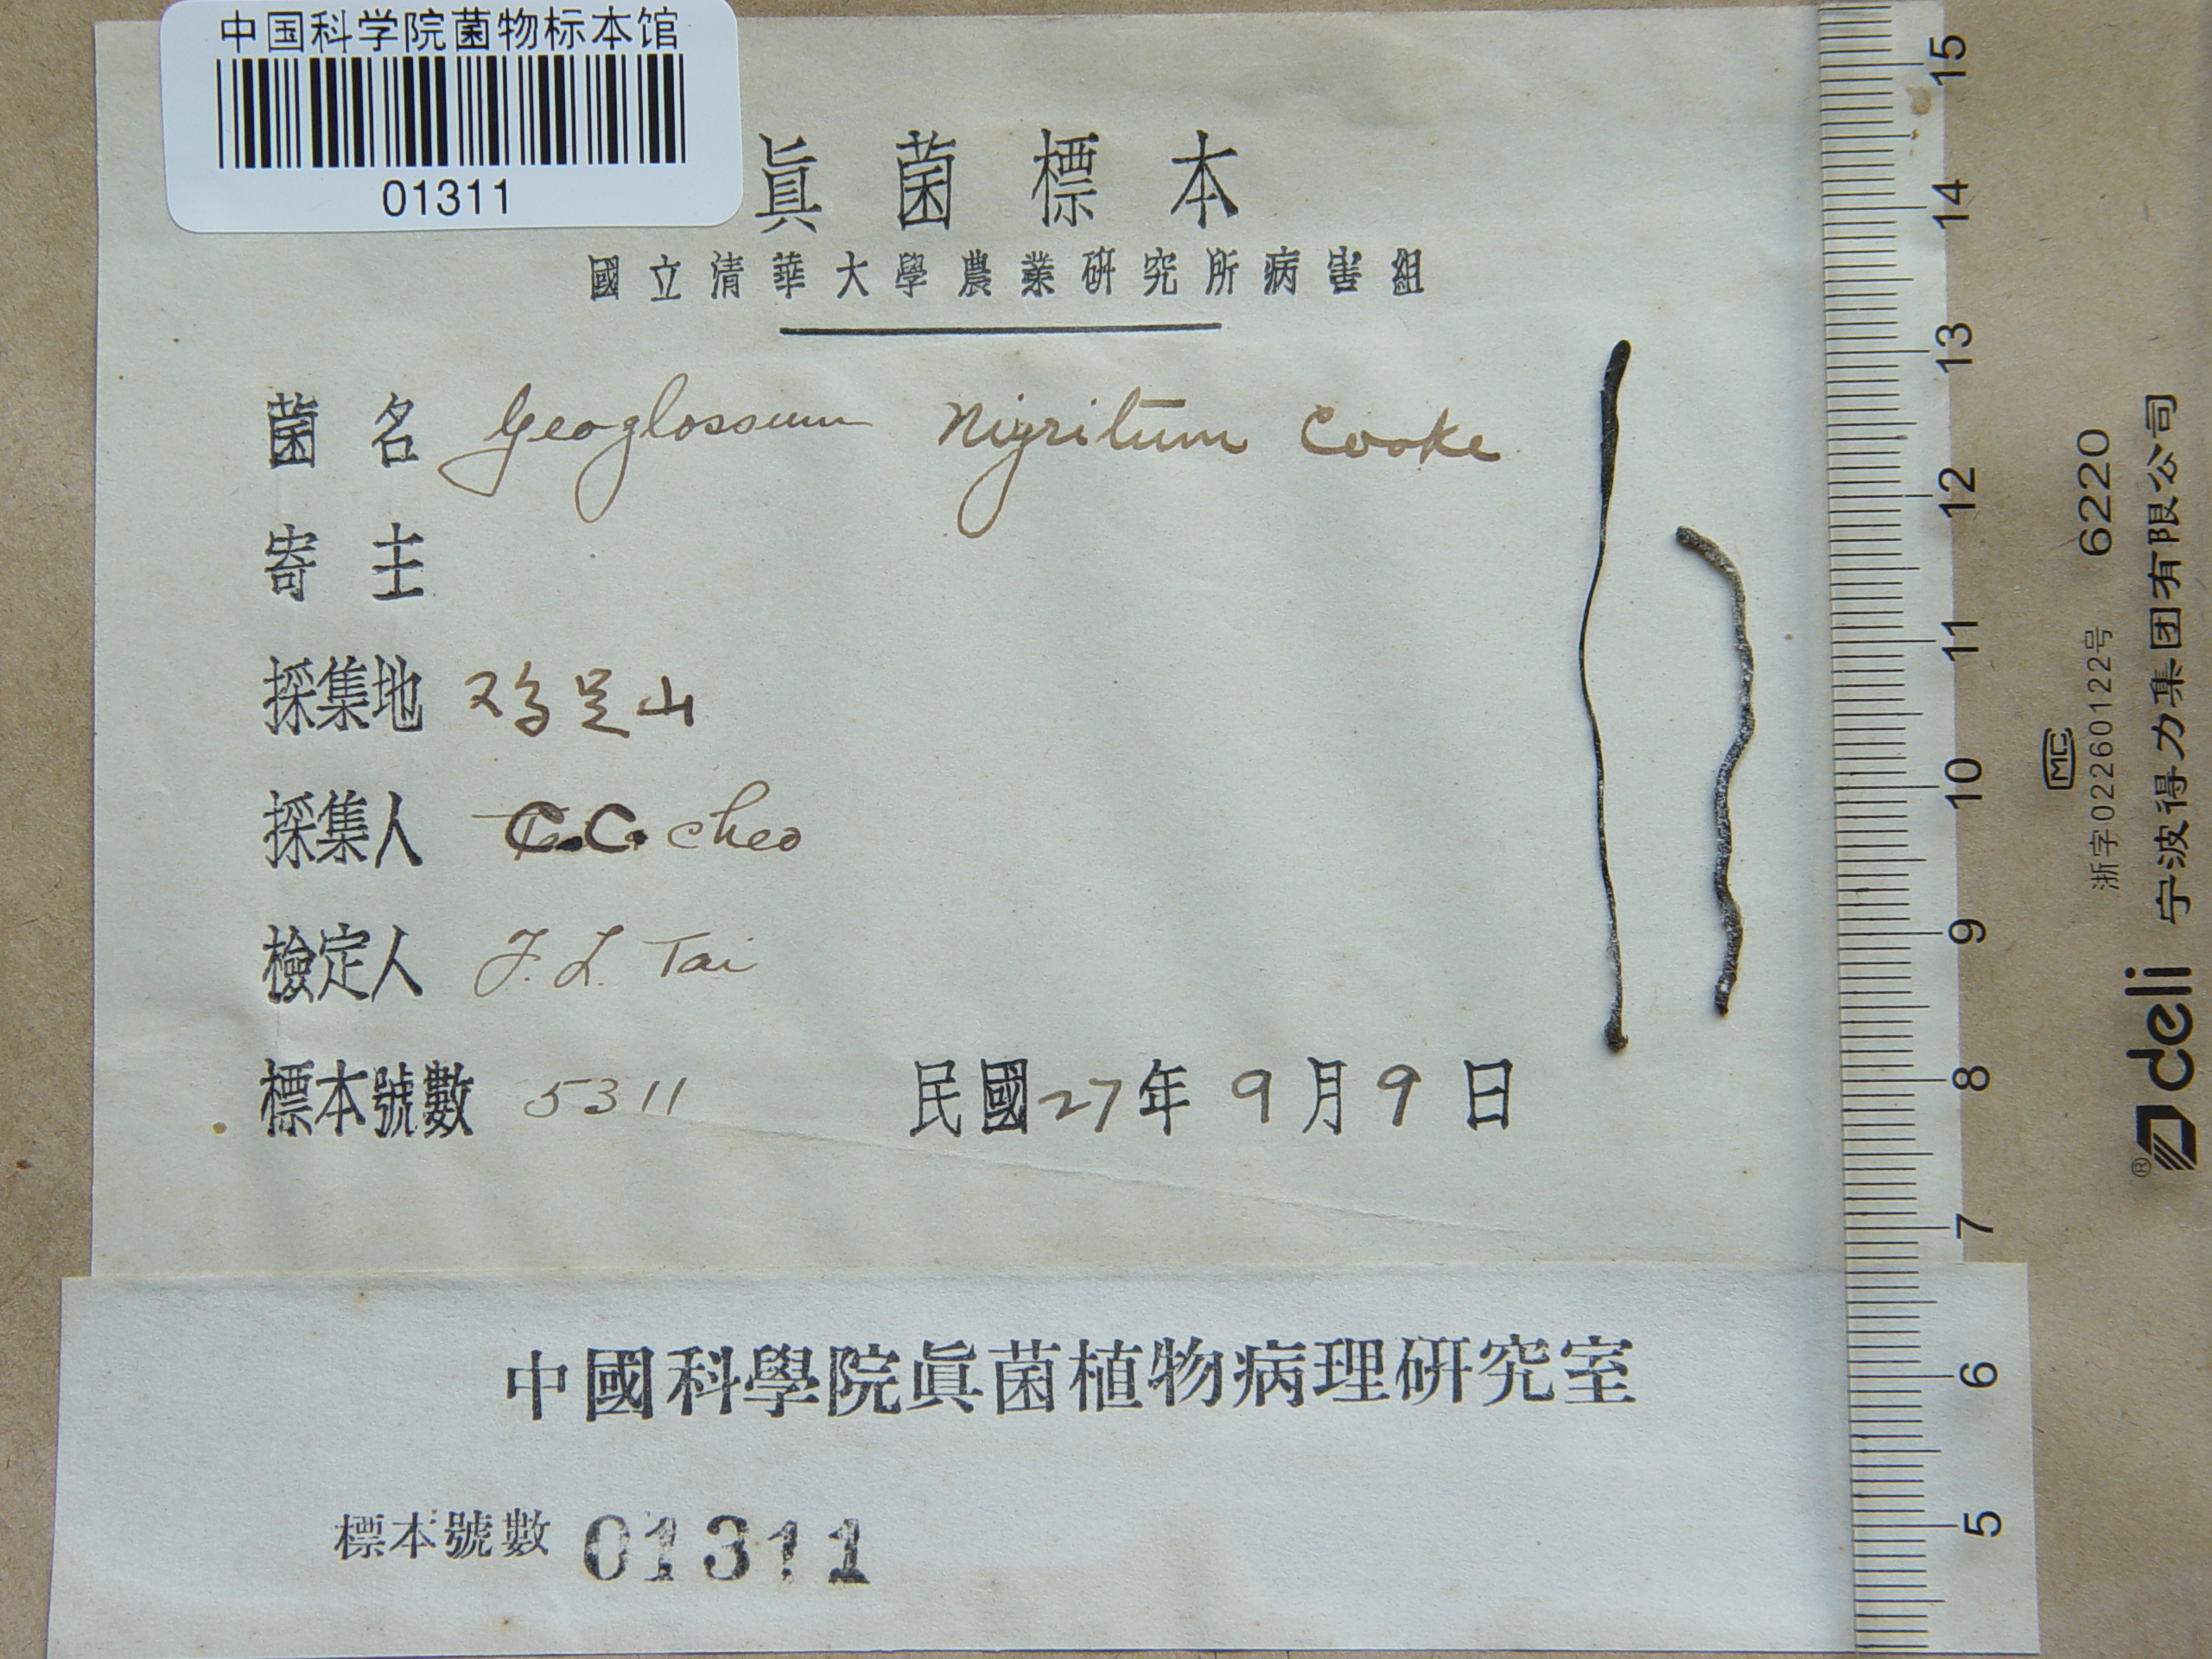 中国科学院菌物标本馆
01311
眞菌標本
國立清華大學農業研究所病害組
菌名 Geoglossum nigritum Cooke
寄主
採集地 鸡足山
採集人 C.C. Cheo
檢定人 F. L. Tai
標本號數 5311 民國27年9月9日
中國科學院眞菌植物病理研究室
標本號數 01311
15
14
13
12
11
10
9
8
7
6
5
MC
浙字02260122号 6220
deli 宁波得力集团有限公司